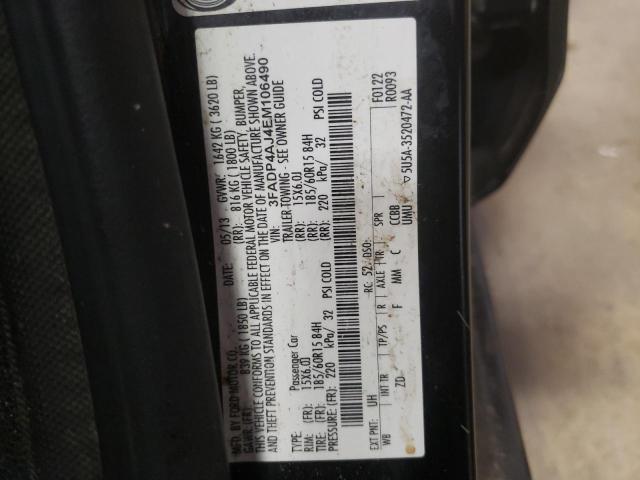 MFD. BY FORD MOTOR CO.
DATE: 05/13 GVWR: 1642 KG ( 3620 LB)
GAWR: (FR) 839 KG ( 1850 LB) (RR): 816 KG ( 1800 LB)
THIS VEHICLE CONFORMS TO ALL APPLICABLE FEDERAL MOTOR VEHICLE SAFETY, BUMPER,
AND THEFT PREVENTION STANDARDS IN EFFECT ON THE DATE OF MANUFACTURE SHOWN ABOVE.
VIN: 3FADP4AJ4EM106490
TYPE: Passenger Car TRAILER TOWING - SEE OWNER GUIDE
RIM: (FR): 15X6.0J (RR): 15X6.0J
TIRE: (FR): 185/60R15 84H (RR): 185/60R15 84H
PRESSURE: (FR): 220 kPa/ 32 PSI COLD (RR): 220 kPa/ 32 PSI COLD
EXT PNT: UH RC: 52 DSO: F0122
WB INT TR TP/PS R AXLE TR SPR R0093
ZD F MM C CCBB
UMU ▽5U5A-3520472-AA